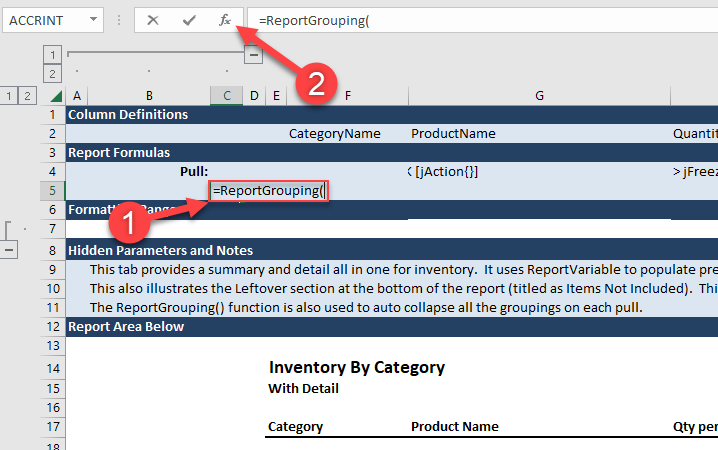 ACCRINT fx =ReportGrouping(
1
2
2
1 2 A B C D E F G
1 Column Definitions
2 CategoryName ProductName Quantit
3 Report Formulas
4 Pull: [jAction{}] > jFreez
5 =ReportGrouping(
1
6 Formatting Range
7
8 Hidden Parameters and Notes
9 This tab provides a summary and detail all in one for inventory. It uses ReportVariable to populate pre
10 This also illustrates the Leftover section at the bottom of the report (titled as Items Not Included). Thi
11 The ReportGrouping() function is also used to auto collapse all the groupings on each pull.
12 Report Area Below
13
14 Inventory By Category
15 With Detail
16
17 Category Product Name Qty per
18